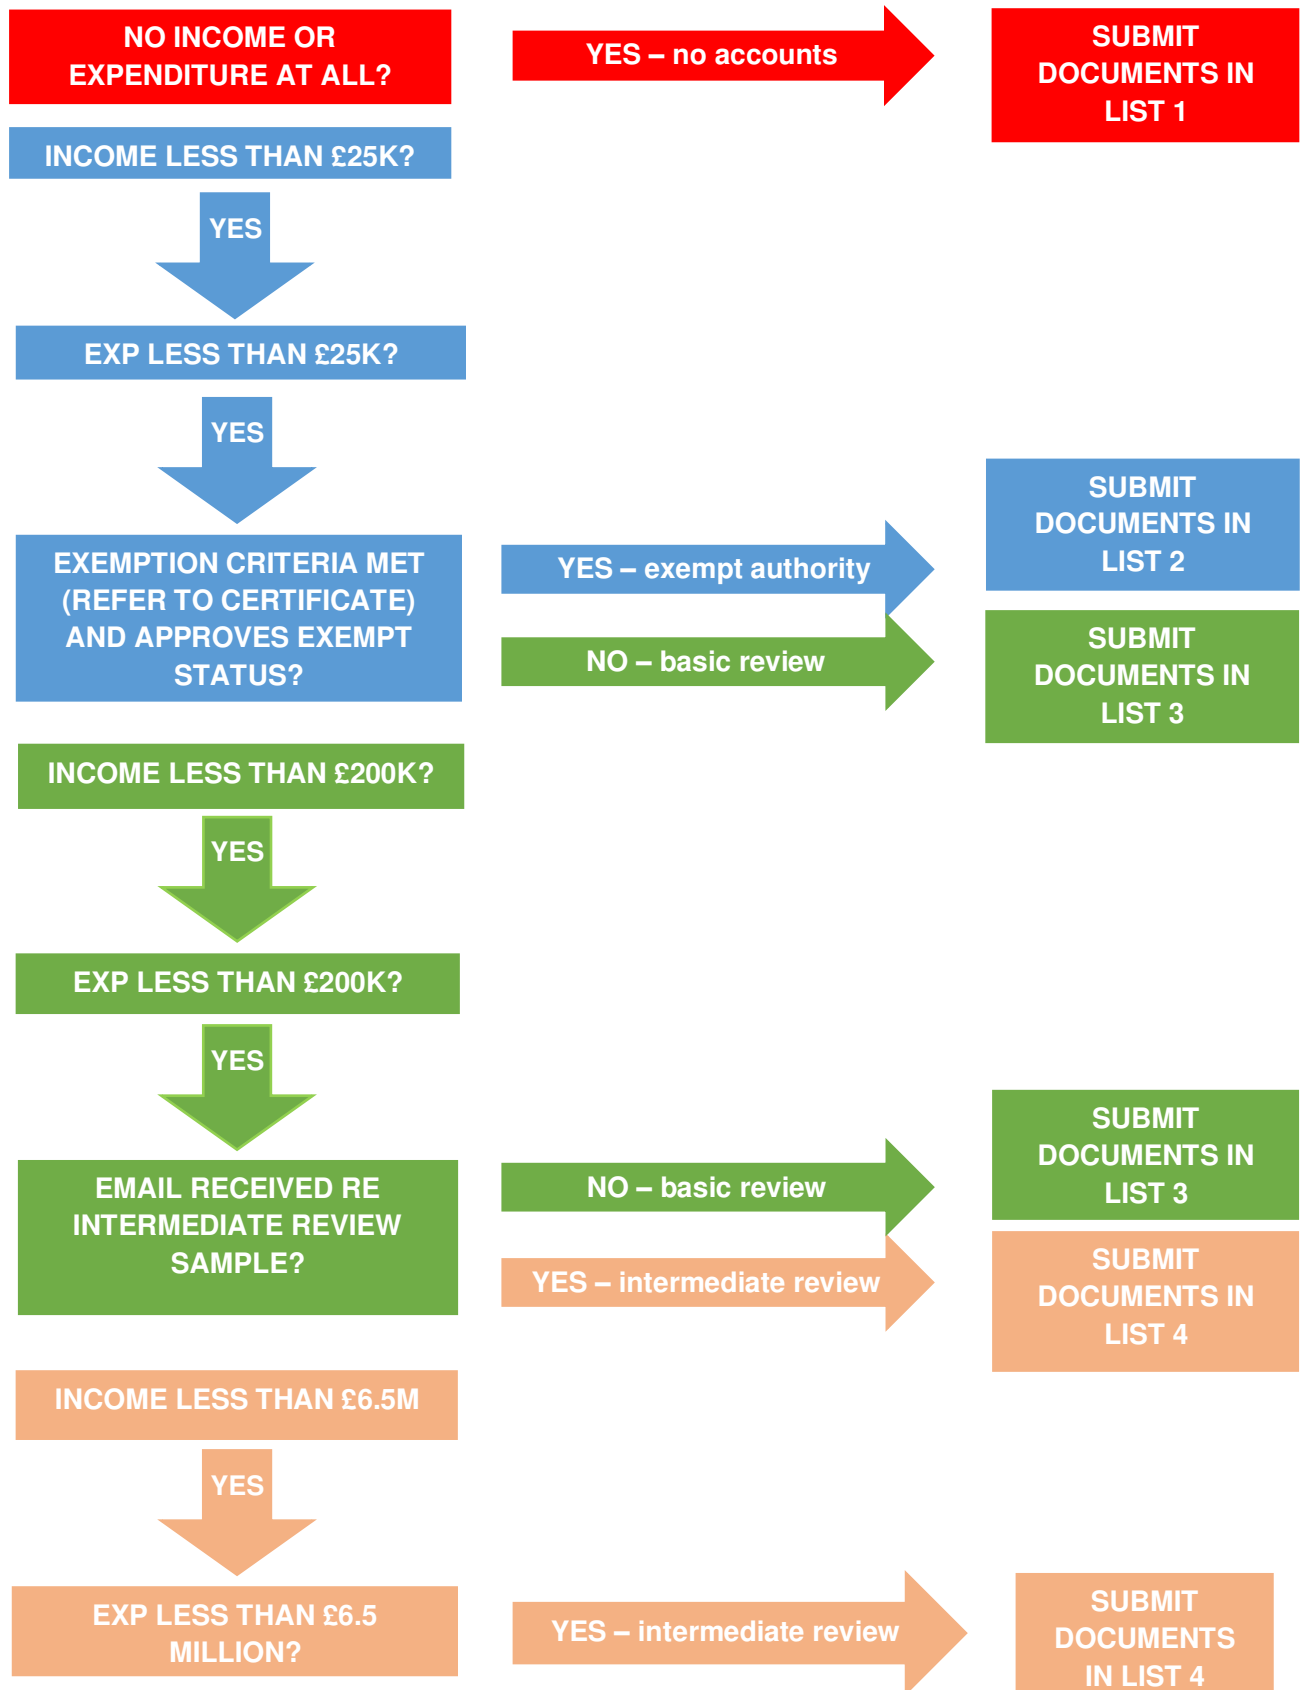 NO INCOME OR
EXPENDITURE AT ALL?
YES – no accounts
SUBMIT
DOCUMENTS IN
LIST 1
INCOME LESS THAN £25K?
YES
EXP LESS THAN £25K?
YES
EXEMPTION CRITERIA MET
(REFER TO CERTIFICATE)
AND APPROVES EXEMPT
STATUS?
YES – exempt authority
SUBMIT
DOCUMENTS IN
LIST 2
NO – basic review
SUBMIT
DOCUMENTS IN
LIST 3
INCOME LESS THAN £200K?
YES
EXP LESS THAN £200K?
YES
EMAIL RECEIVED RE
INTERMEDIATE REVIEW
SAMPLE?
NO – basic review
SUBMIT
DOCUMENTS IN
LIST 3
YES – intermediate review
SUBMIT
DOCUMENTS IN
LIST 4
INCOME LESS THAN £6.5M
YES
EXP LESS THAN £6.5
MILLION?
YES – intermediate review
SUBMIT
DOCUMENTS
IN LIST 4